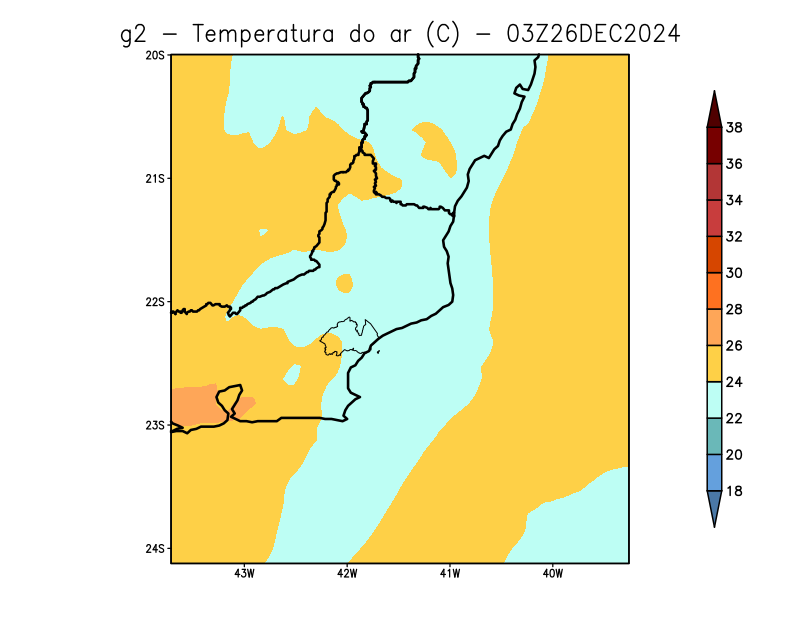 g2 – Temperatura do ar (C) – 03Z26DEC2024
20S
21S
22S
23S
24S
43W
42W
41W
40W
38
36
34
32
30
28
26
24
22
20
18